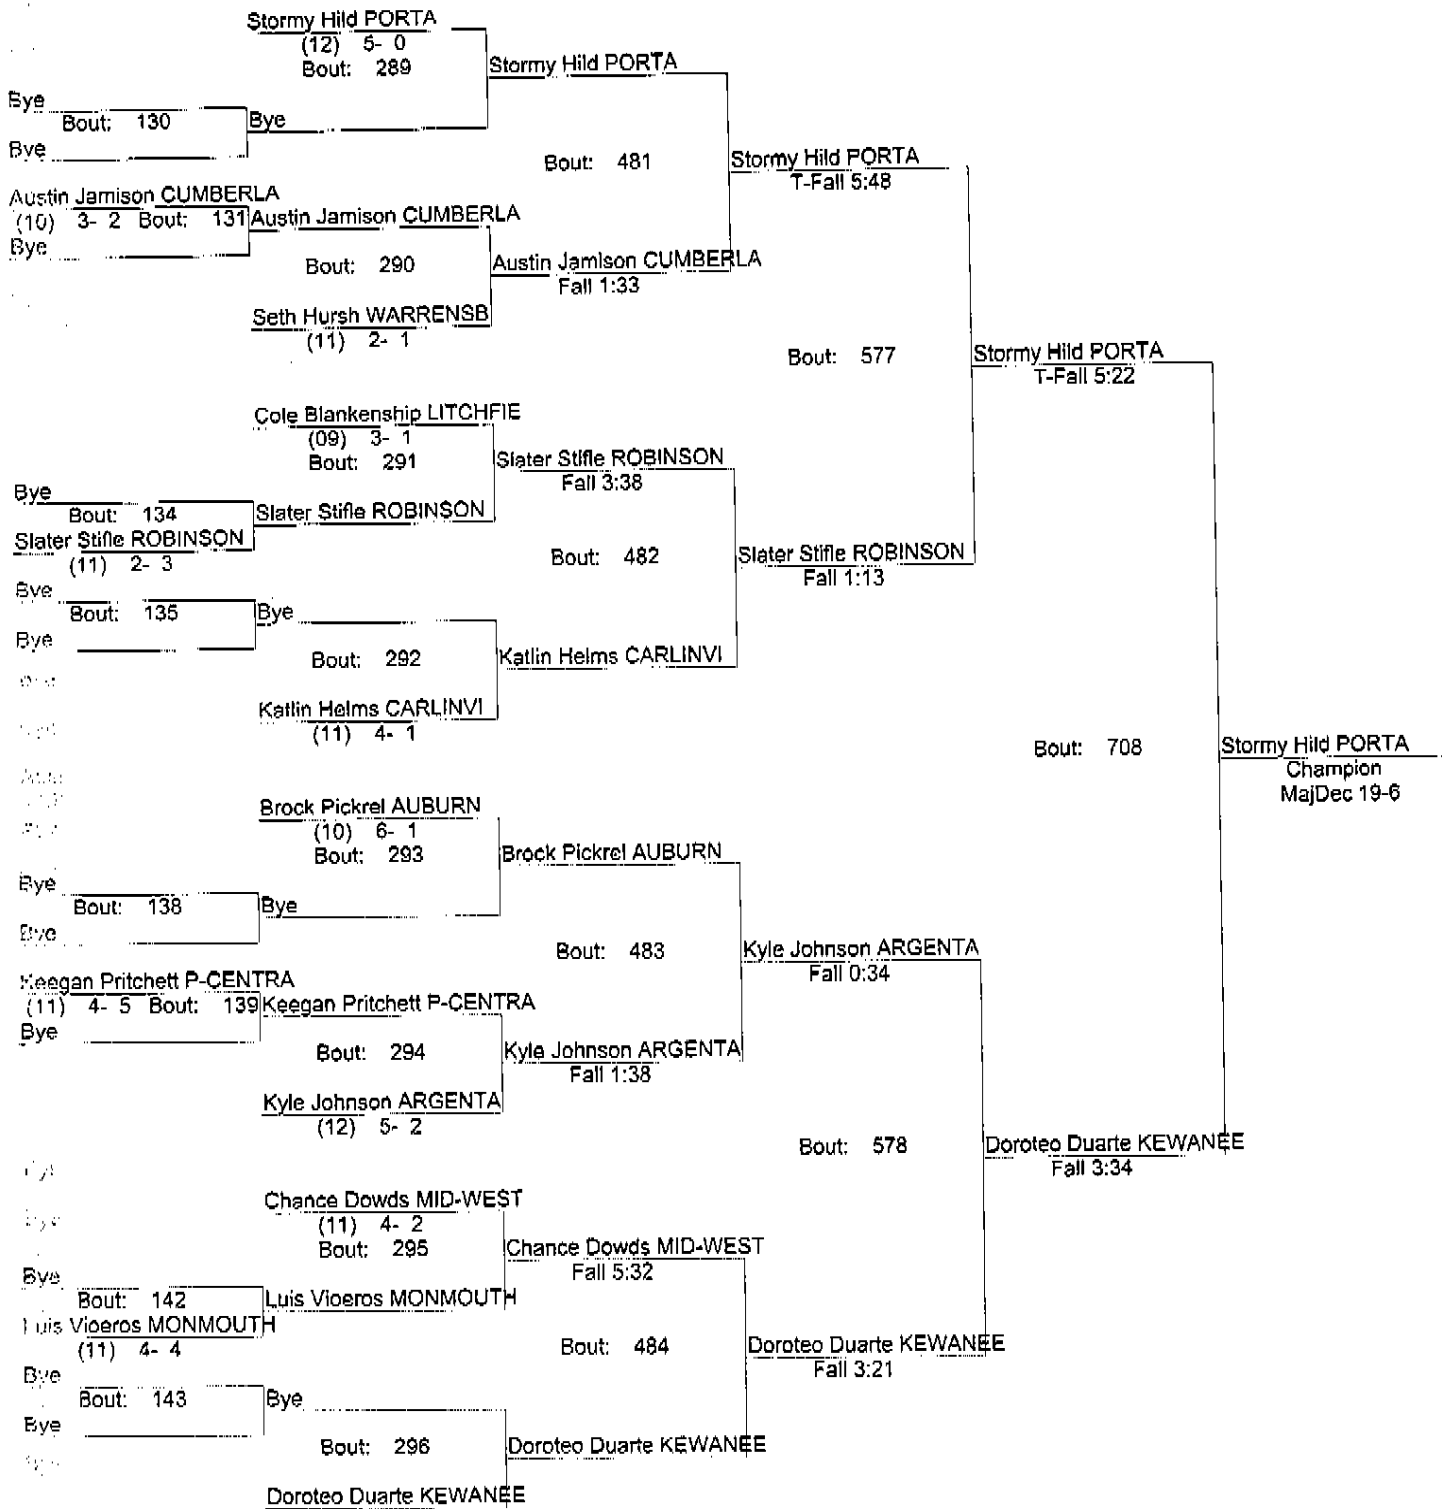 Stormy Hild PORTA
(12) 5- 0
Bout: 289
Stormy Hild PORTA
Bye
Bout: 130
Bye
Bye
Bout: 481
Stormy Hild PORTA
T-Fall 5:48
Austin Jamison CUMBERLA
(10) 3- 2 Bout: 131
Austin Jamison CUMBERLA
Bye
Bout: 290
Austin Jamison CUMBERLA
Fall 1:33
Seth Hursh WARRENSB
(11) 2- 1
Bout: 577
Stormy Hild PORTA
T-Fall 5:22
Cole Blankenship LITCHFIE
(09) 3- 1
Bout: 291
Slater Stifle ROBINSON
Fall 3:38
Bye
Bout: 134
Slater Stifle ROBINSON
Slater Stifle ROBINSON
(11) 2- 3
Bout: 482
Slater Stifle ROBINSON
Fall 1:13
Bye
Bout: 135
Bye
Bye
Bout: 292
Katlin Helms CARLINVI
Katlin Helms CARLINVI
(11) 4- 1
Bout: 708
Stormy Hild PORTA
Champion
MajDec 19-6
Brock Pickrel AUBURN
(10) 6- 1
Bout: 293
Brock Pickrel AUBURN
Bye
Bout: 138
Bye
Bye
Bout: 483
Kyle Johnson ARGENTA
Fall 0:34
Keegan Pritchett P-CENTRA
(11) 4- 5 Bout: 139
Keegan Pritchett P-CENTRA
Bye
Bout: 294
Kyle Johnson ARGENTA
Fall 1:38
Kyle Johnson ARGENTA
(12) 5- 2
Bout: 578
Doroteo Duarte KEWANEE
Fall 3:34
Chance Dowds MID-WEST
(11) 4- 2
Bout: 295
Chance Dowds MID-WEST
Fall 5:32
Bye
Bout: 142
Luis Vioeros MONMOUTH
Luis Vioeros MONMOUTH
(11) 4- 4
Bout: 484
Doroteo Duarte KEWANEE
Fall 3:21
Bye
Bout: 143
Bye
Bye
Bout: 296
Doroteo Duarte KEWANEE
Doroteo Duarte KEWANEE